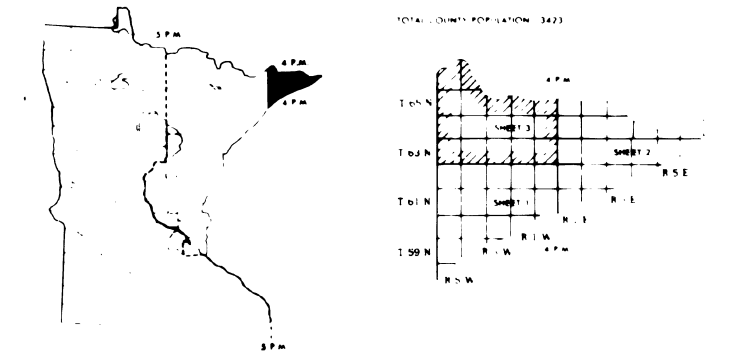 TOTAL COUNTY POPULATION 3423
5 P M
4 P.M
4 P.M
5 P M
4 P M
T 65 N
SHEET 3
T 63 N
SHEET 2
R 5 E
T 61 N
SHEET 1
R 1 W
4 P M
T 59 N
R 5 W